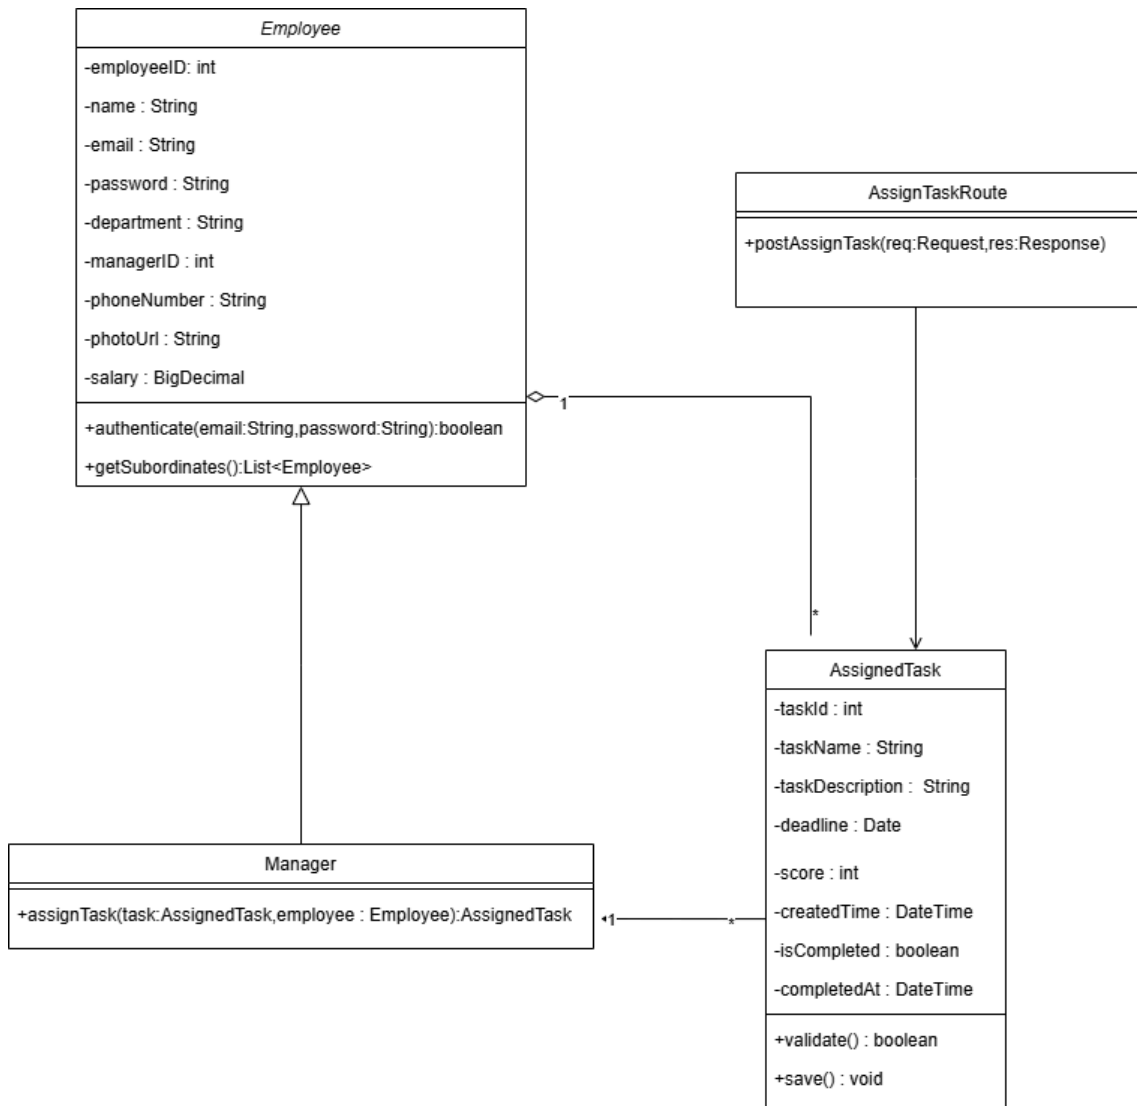 Employee
-employeeID: int
-name : String
-email : String
-password : String
-department : String
-managerID : int
-phoneNumber : String
-photoUrl : String
-salary : BigDecimal
+authenticate(email:String,password:String):boolean
+getSubordinates():List<Employee>
1
*
AssignTaskRoute
+postAssignTask(req:Request,res:Response)
AssignedTask
-taskId : int
-taskName : String
-taskDescription :  String
-deadline : Date
-score : int
-createdTime : DateTime
-isCompleted : boolean
-completedAt : DateTime
+validate() : boolean
+save() : void
Manager
+assignTask(task:AssignedTask,employee : Employee):AssignedTask
1
*